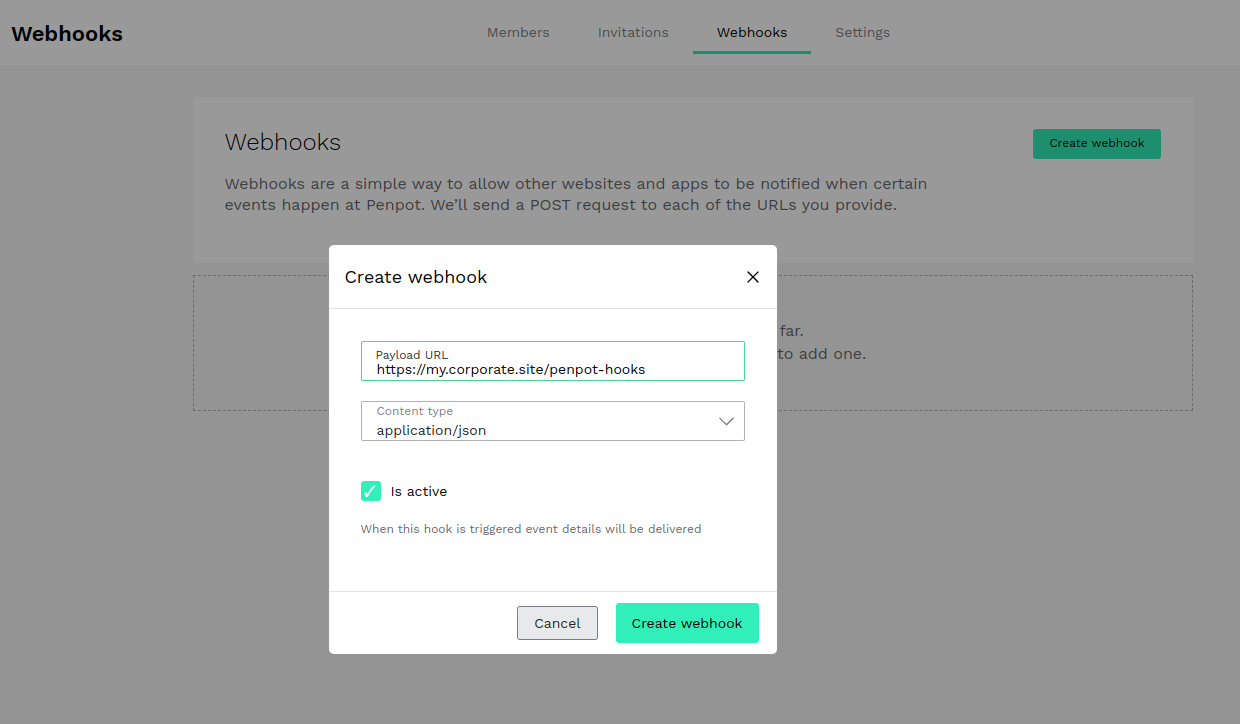 Webhooks
Members
Invitations
Webhooks
Settings
Webhooks
Create webhook
Webhooks are a simple way to allow other websites and apps to be notified when certain
events happen at Penpot. We’ll send a POST request to each of the URLs you provide.
far.
to add one.
Create webhook
Payload URL
https://my.corporate.site/penpot-hooks
Content type
application/json
Is active
When this hook is triggered event details will be delivered
Cancel
Create webhook